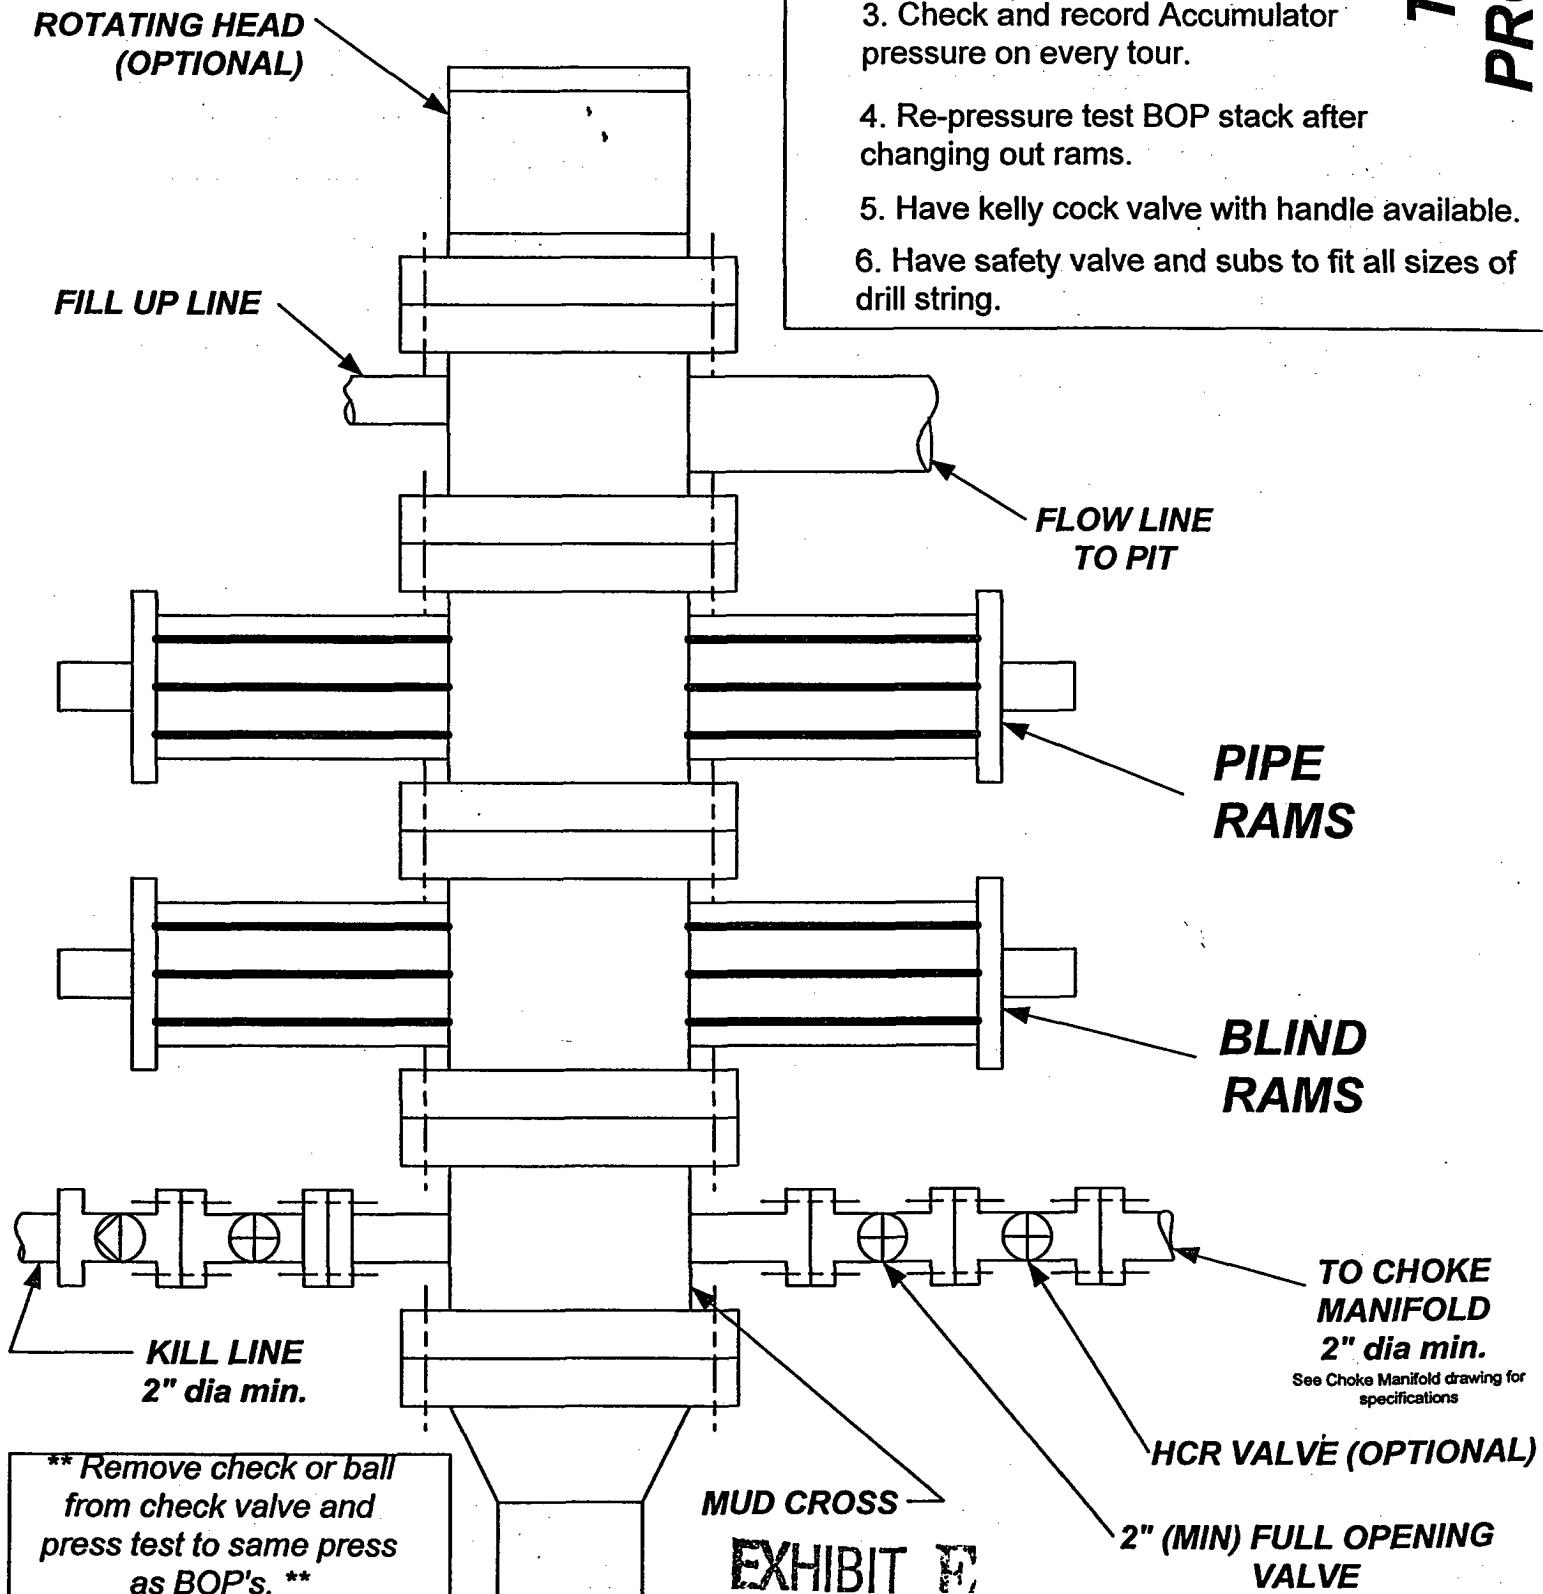 ROTATING HEAD
(OPTIONAL)
3. Check and record Accumulator
pressure on every tour.
4. Re-pressure test BOP stack after
changing out rams.
5. Have kelly cock valve with handle available.
6. Have safety valve and subs to fit all sizes of
drill string.
FILL UP LINE
FLOW LINE
TO PIT
PIPE
RAMS
BLIND
RAMS
KILL LINE
2" dia min.
TO CHOKE
MANIFOLD
2" dia min.
See Choke Manifold drawing for
specifications
HCR VALVE (OPTIONAL)
** Remove check or ball
from check valve and
press test to same press
as BOP's. **
MUD CROSS
2" (MIN) FULL OPENING
VALVE
EXHIBIT F